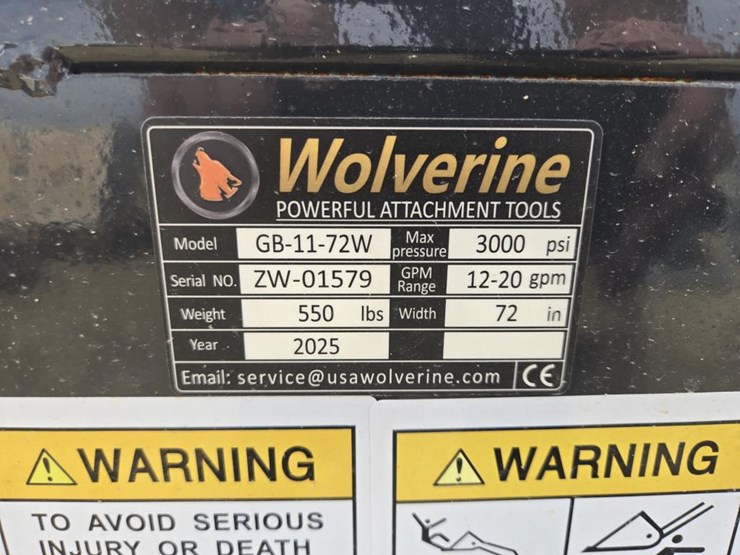 Wolverine
POWERFUL ATTACHMENT TOOLS
Model GB-11-72W Max pressure 3000 psi
Serial NO. ZW-01579 GPM Range 12-20 gpm
Weight 550 lbs Width 72 in
Year 2025
Email: service@usawolverine.com CE
WARNING
TO AVOID SERIOUS
INJURY OR DEATH
WARNING